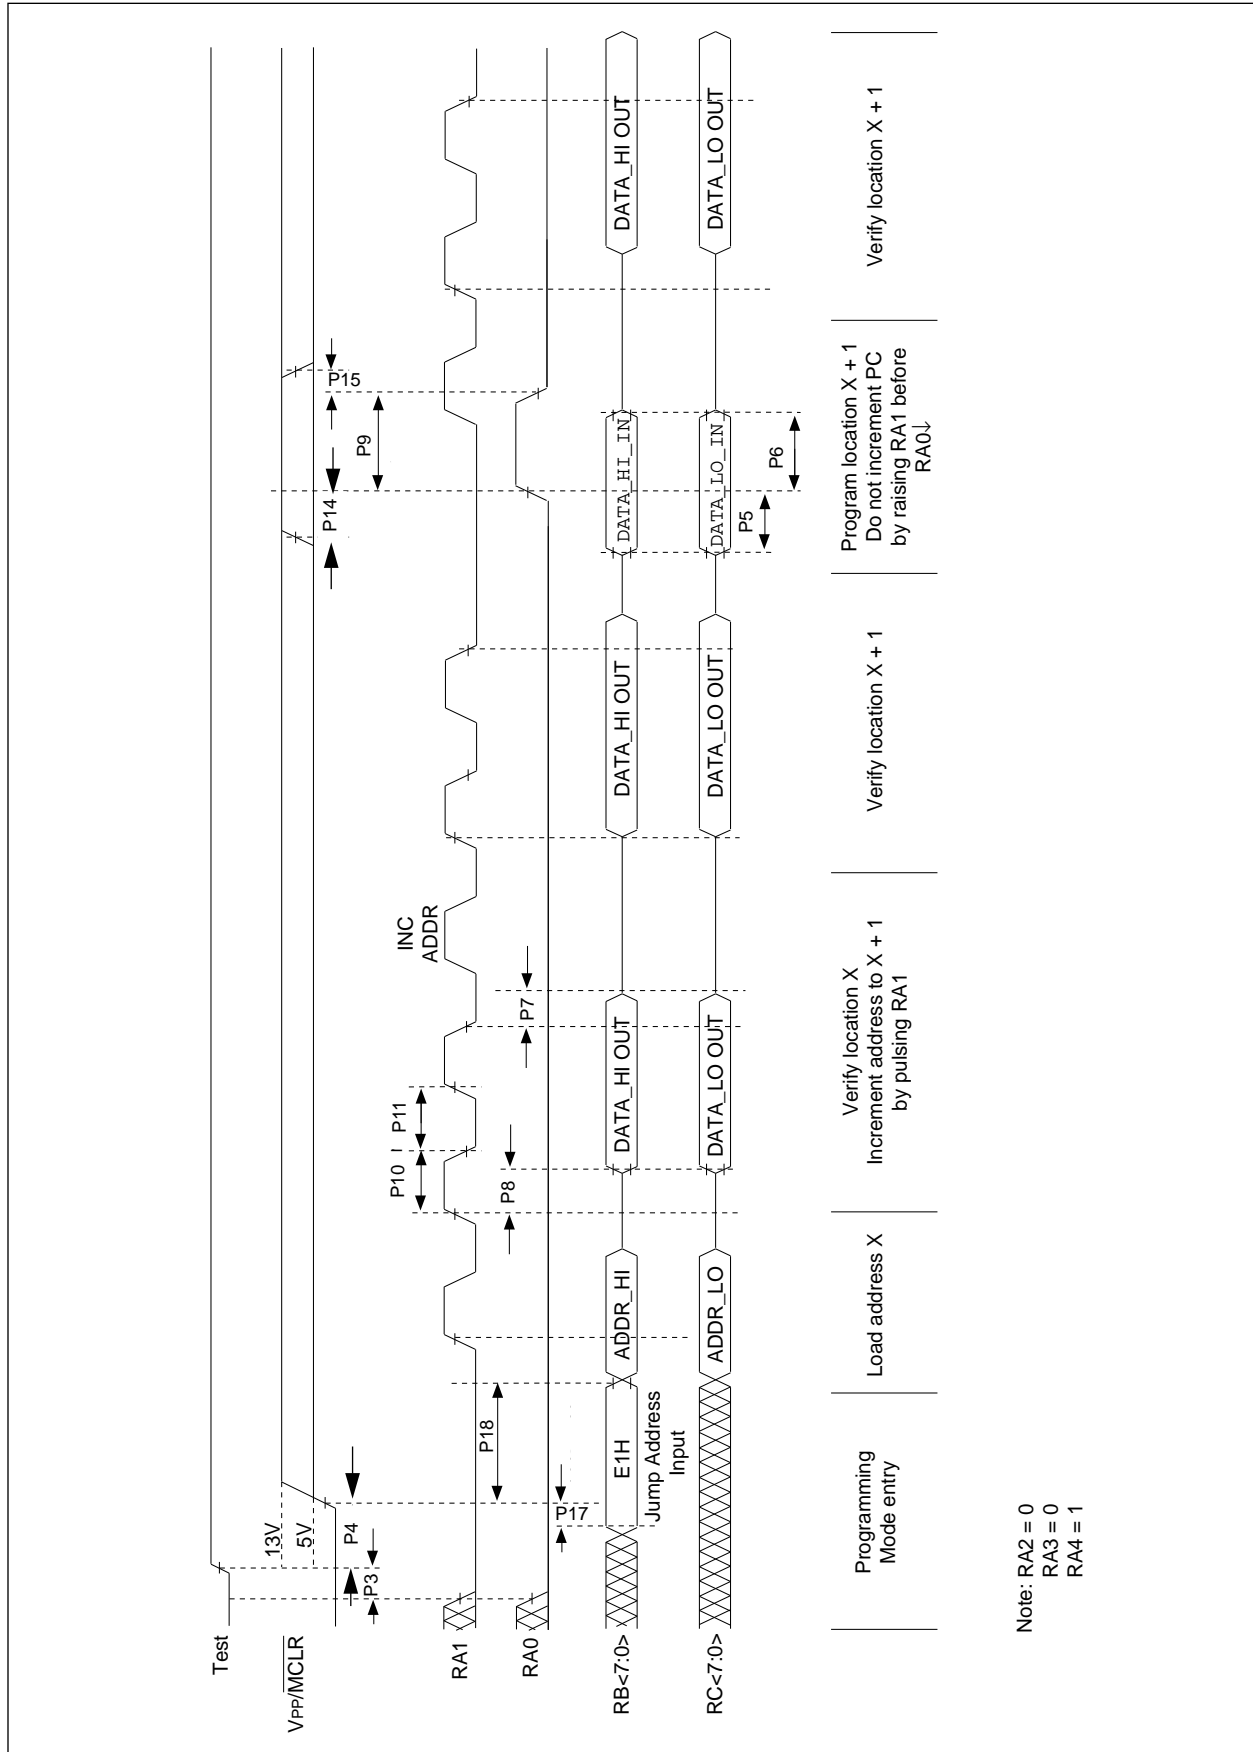 Test
VPP/MCLR
13V
5V
P3
P4
P14
P15
P9
RA1
P10
P11
INC
ADDR
RA0
P18
P17
P8
P7
RB<7:0>
E1H
ADDR_HI
DATA_HI OUT
DATA_HI OUT
DATA_HI_IN
DATA_HI OUT
Jump Address
Input
RC<7:0>
ADDR_LO
DATA_LO OUT
DATA_LO OUT
DATA_LO_IN
DATA_LO OUT
P5
P6
Programming
Mode entry
Load address X
Verify location X
Increment address to X + 1
by pulsing RA1
Verify location X + 1
Program location X + 1
Do not increment PC
by raising RA1 before
RA0↓
Verify location X + 1
Note: RA2 = 0
RA3 = 0
RA4 = 1